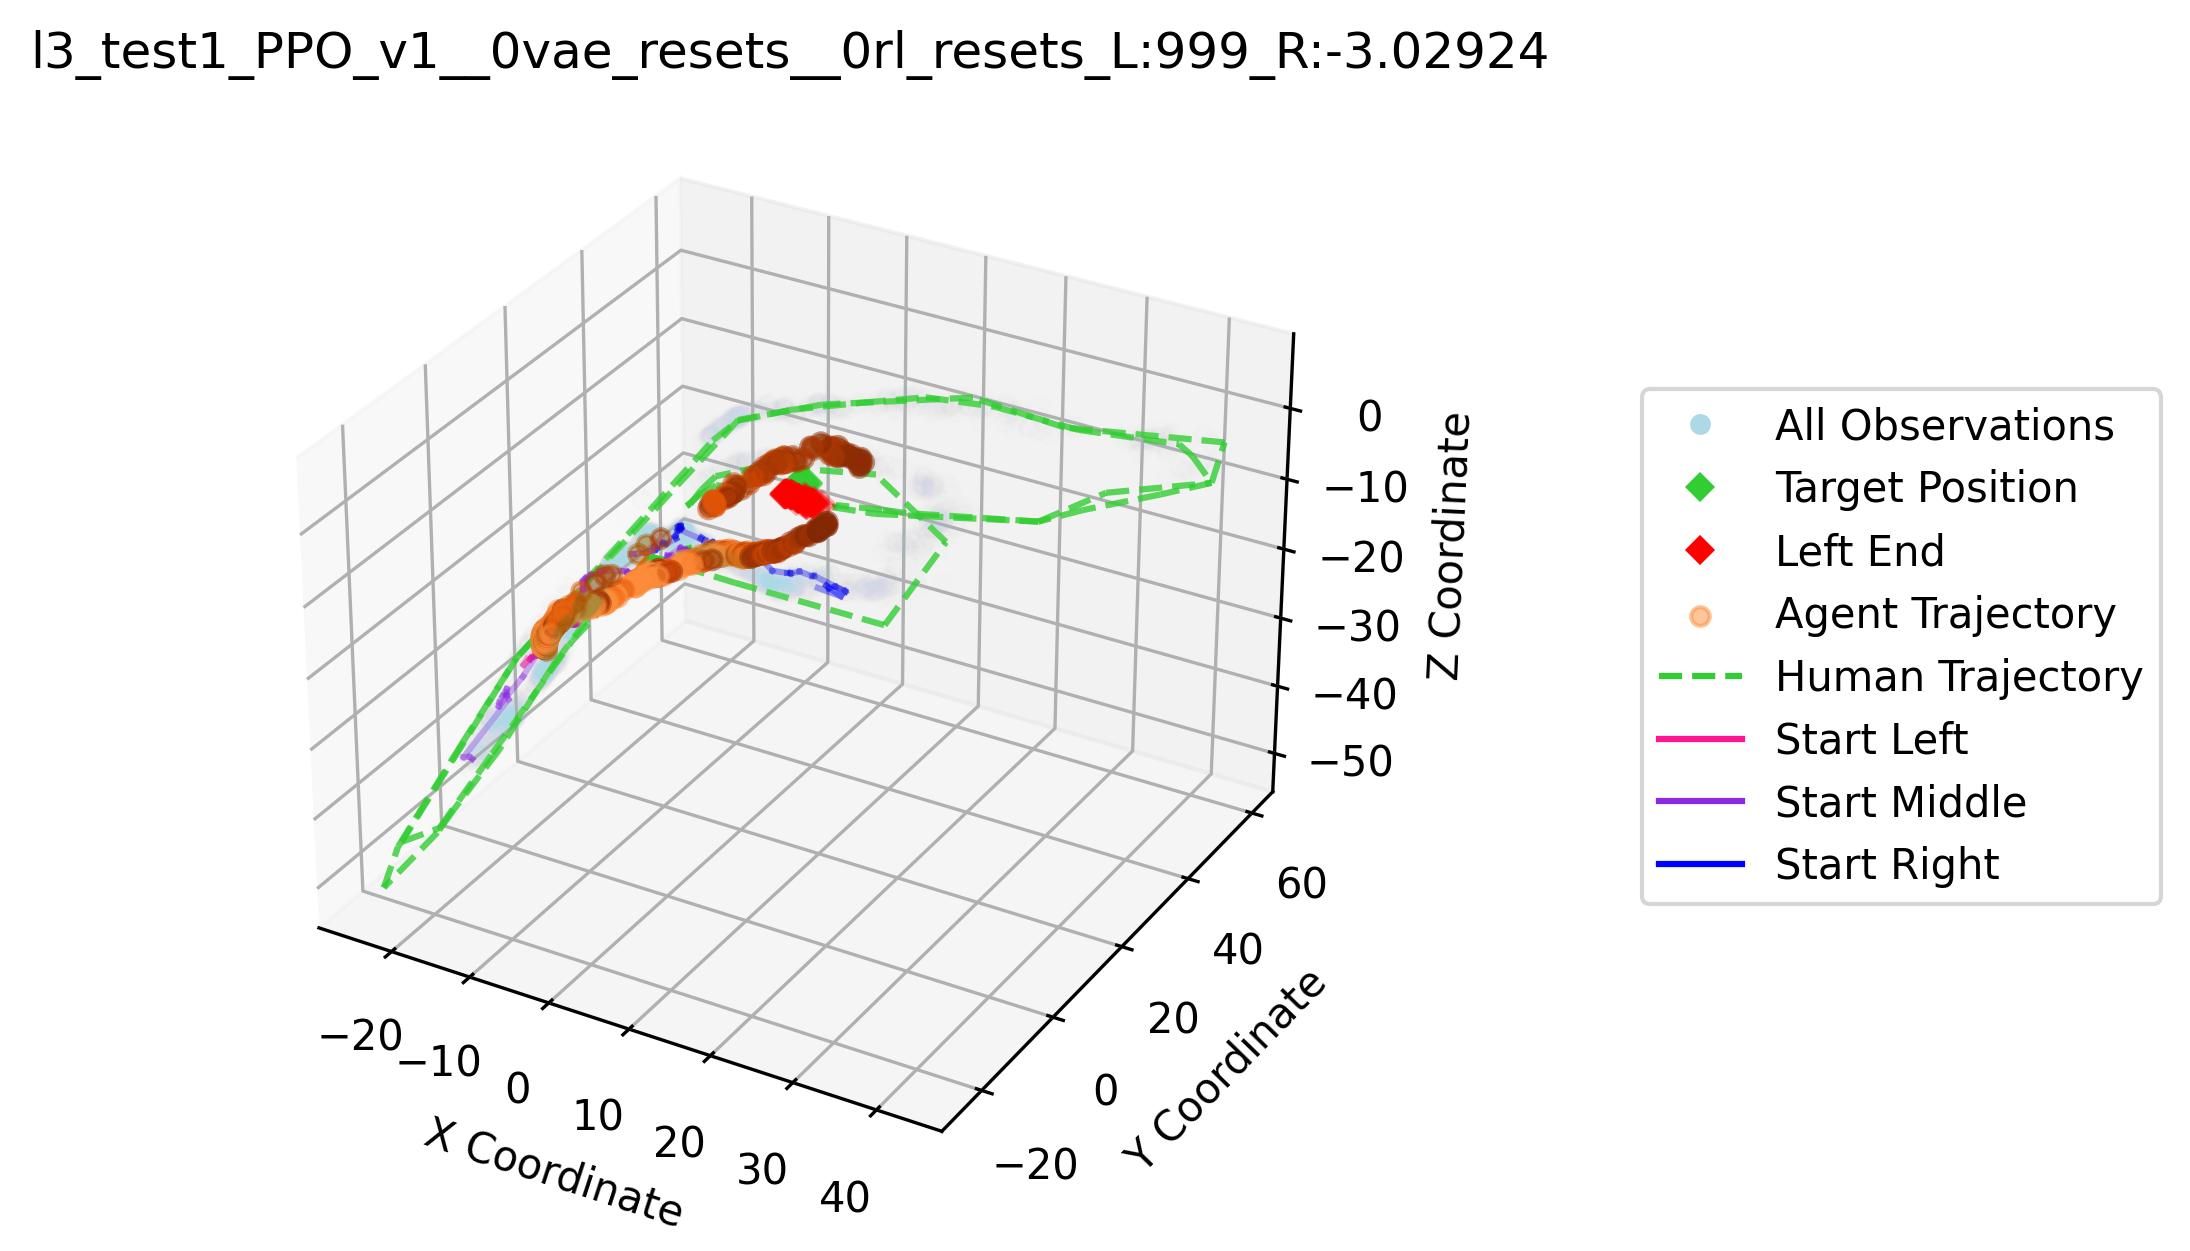 l3_test1_PPO_v1__0vae_resets__0rl_resets_L:999_R:-3.02924
0
−10
−20
−30
−40
−50
Z Coordinate
60
40
20
0
−20
Y Coordinate
−20
−10
0
10
20
30
40
X Coordinate
All Observations
Target Position
Left End
Agent Trajectory
Human Trajectory
Start Left
Start Middle
Start Right